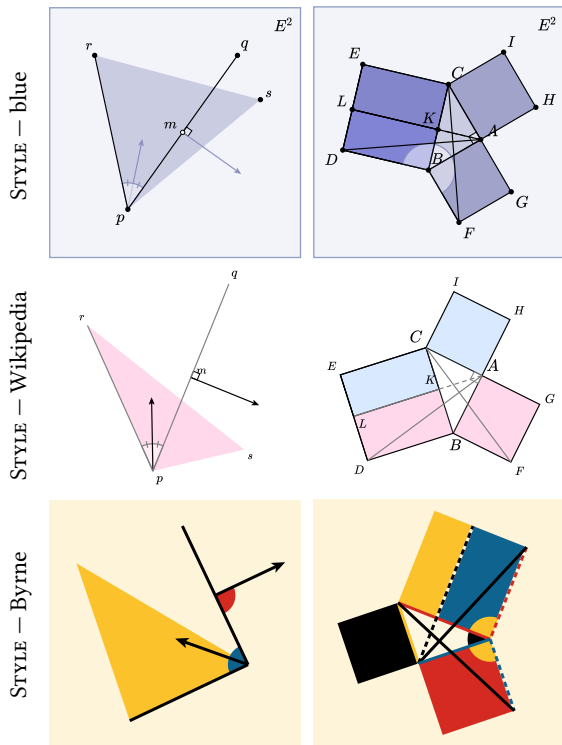 STYLE — blue
E²
r
q
s
m
p
E²
I
E
C
L
H
K
A
D
B
G
F
STYLE — Wikipedia
q
r
m
s
p
I
H
C
E
A
K
G
L
B
D
F
STYLE — Byrne